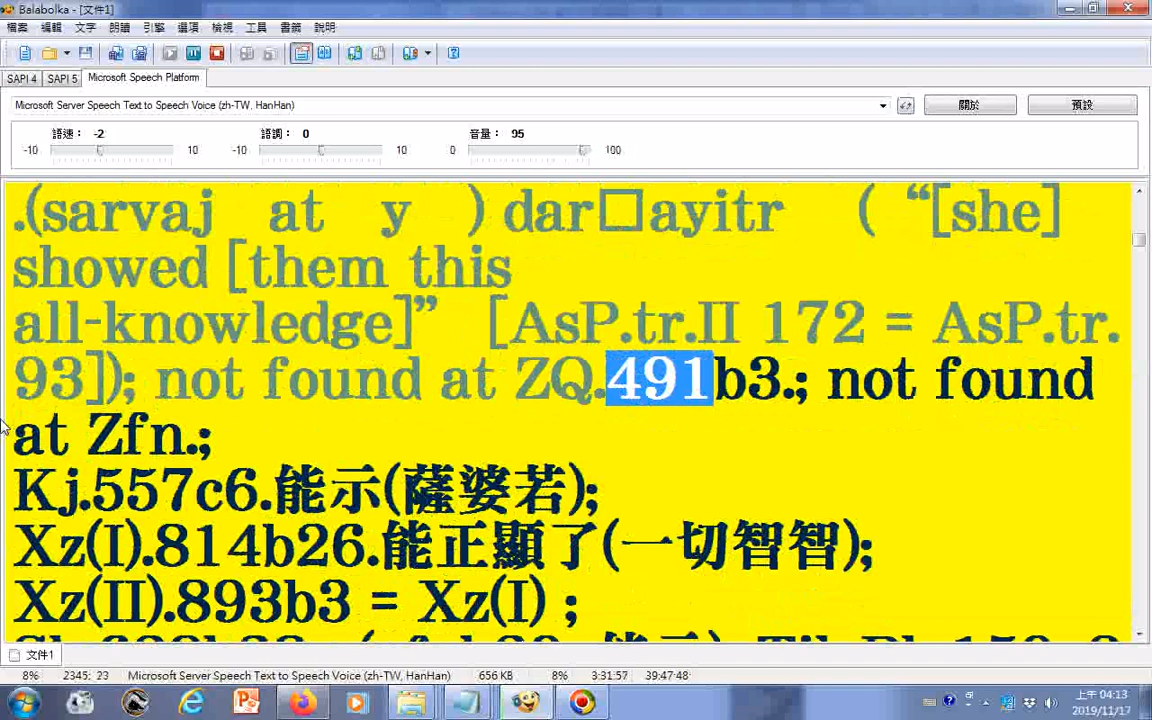 Balabolka - [文件1]
檔案 編輯 文字 朗讀 引擎 選項 檢視 工具 書籤 說明
SAPI 4 SAPI 5 Microsoft Speech Platform
Microsoft Server Speech Text to Speech Voice (zh-TW, HanHan) 關於 預設
語速： -2 語調： 0 音量： 95
-10 10 -10 10 0 100
.(sarvaj at y ) dar□ayitr ( “[she]
showed [them this
all-knowledge]” [AsP.tr.II 172 = AsP.tr.
93]); not found at ZQ.491b3.; not found
at Zfn.;
Kj.557c6.能示(薩婆若);
Xz(I).814b26.能正顯了(一切智智);
Xz(II).893b3 = Xz(I) ;
文件1
8% 2345: 23 Microsoft Server Speech Text to Speech Voice (zh-TW, HanHan) 656 KB 8% 3:31:57 39:47:48
上午 04:13
2019/11/17